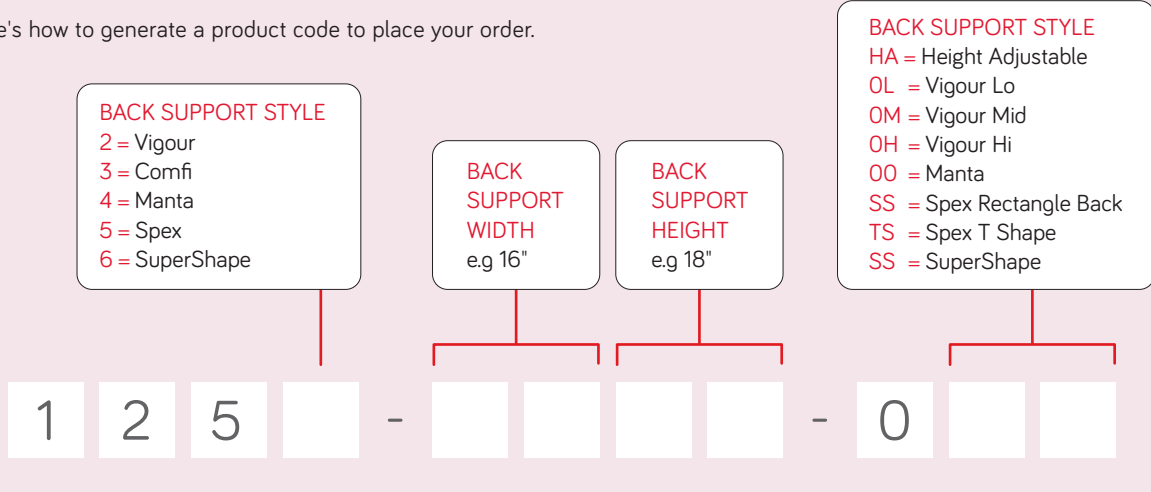 e's how to generate a product code to place your order.
BACK SUPPORT STYLE
2 = Vigour
3 = Comfi
4 = Manta
5 = Spex
6 = SuperShape
BACK
SUPPORT
WIDTH
e.g 16"
BACK
SUPPORT
HEIGHT
e.g 18"
BACK SUPPORT STYLE
HA = Height Adjustable
0L = Vigour Lo
0M = Vigour Mid
0H = Vigour Hi
00 = Manta
SS = Spex Rectangle Back
TS = Spex T Shape
SS = SuperShape
1 2 5 - - 0